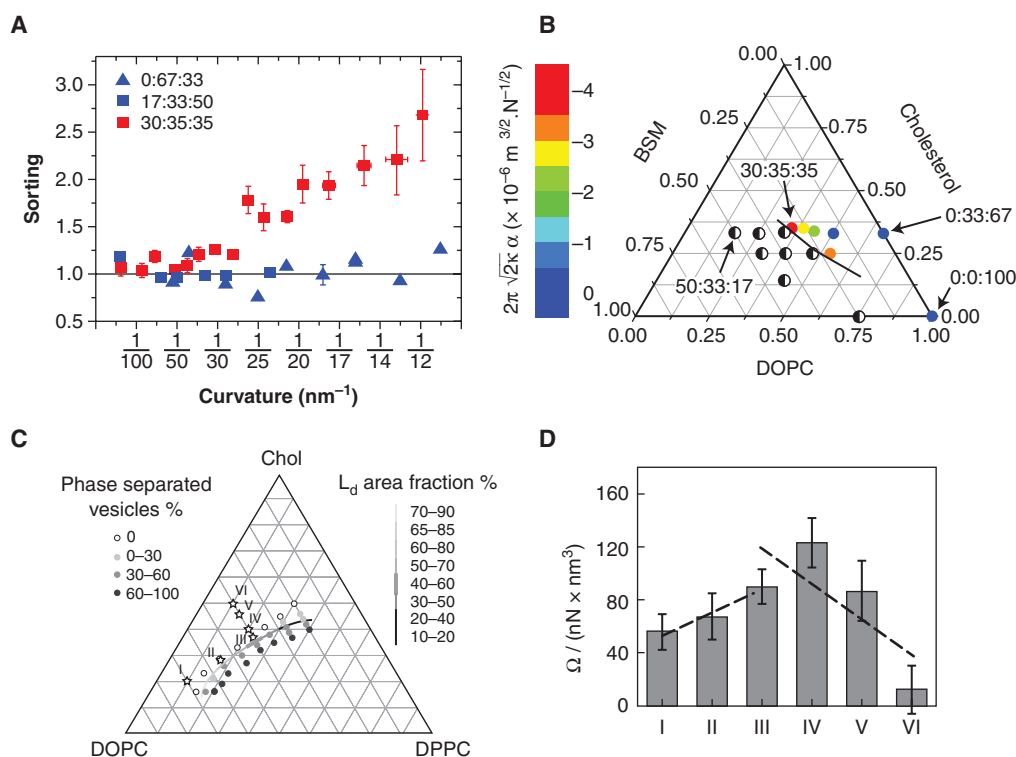 A
0:67:33
17:33:50
30:35:35
Sorting
3.0
2.5
2.0
1.5
1.0
0.5
1/100
1/50
1/30
1/25
1/20
1/17
1/14
1/12
Curvature (nm⁻¹)
B
2π √2κ α (× 10⁻⁶ m ³/² N⁻¹/²)
–4
–3
–2
–1
0
BSM
Cholesterol
DOPC
0.00
1.00
0.25
0.75
0.50
0.50
0.75
0.25
1.00
0.00
0.00
0.25
0.50
0.75
1.00
30:35:35
0:33:67
50:33:17
0:0:100
C
Chol
Phase separated
vesicles %
0
0–30
30–60
60–100
L_d area fraction %
70–90
65–85
60–80
50–70
40–60
30–50
20–40
10–20
VI
V
IV
III
II
I
DOPC
DPPC
D
Ω / (nN × nm³)
160
120
80
40
0
I
II
III
IV
V
VI